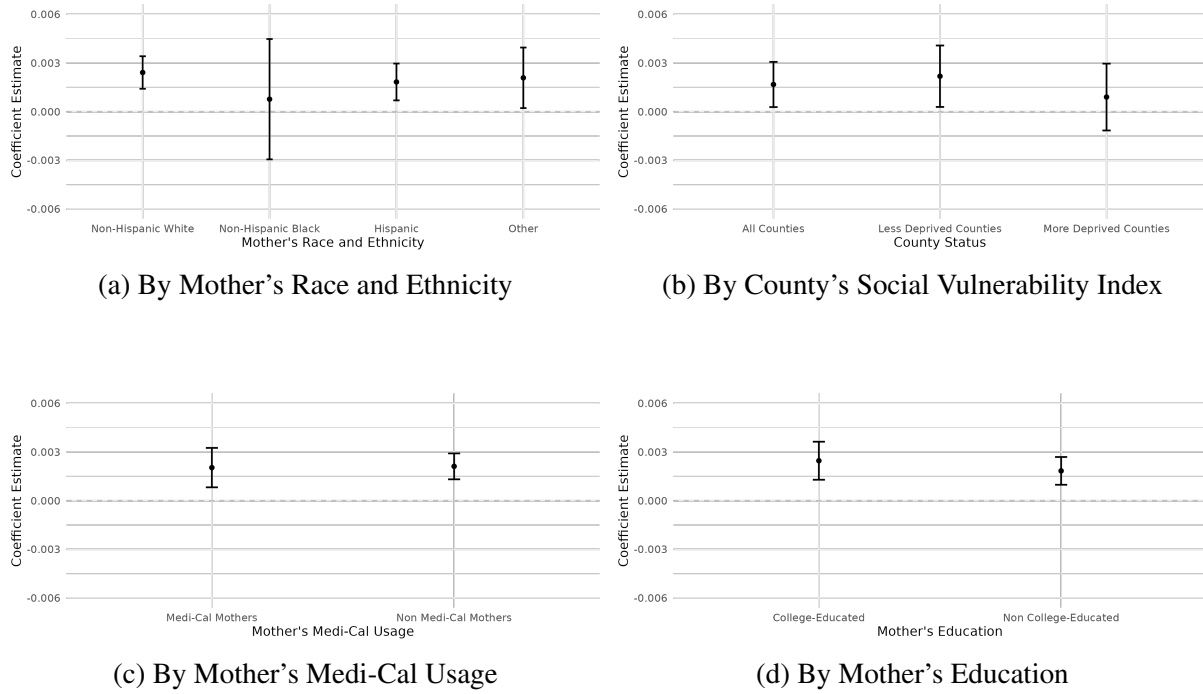 0.006
0.003
0.000
-0.003
-0.006
Coefficient Estimate
Non-Hispanic White Non-Hispanic Black Hispanic Other
Mother's Race and Ethnicity
(a) By Mother’s Race and Ethnicity
0.006
0.003
0.000
-0.003
-0.006
Coefficient Estimate
All Counties Less Deprived Counties More Deprived Counties
County Status
(b) By County’s Social Vulnerability Index
0.006
0.003
0.000
-0.003
-0.006
Coefficient Estimate
Medi-Cal Mothers Non Medi-Cal Mothers
Mother's Medi-Cal Usage
(c) By Mother’s Medi-Cal Usage
0.006
0.003
0.000
-0.003
-0.006
Coefficient Estimate
College-Educated Non College-Educated
Mother's Education
(d) By Mother’s Education